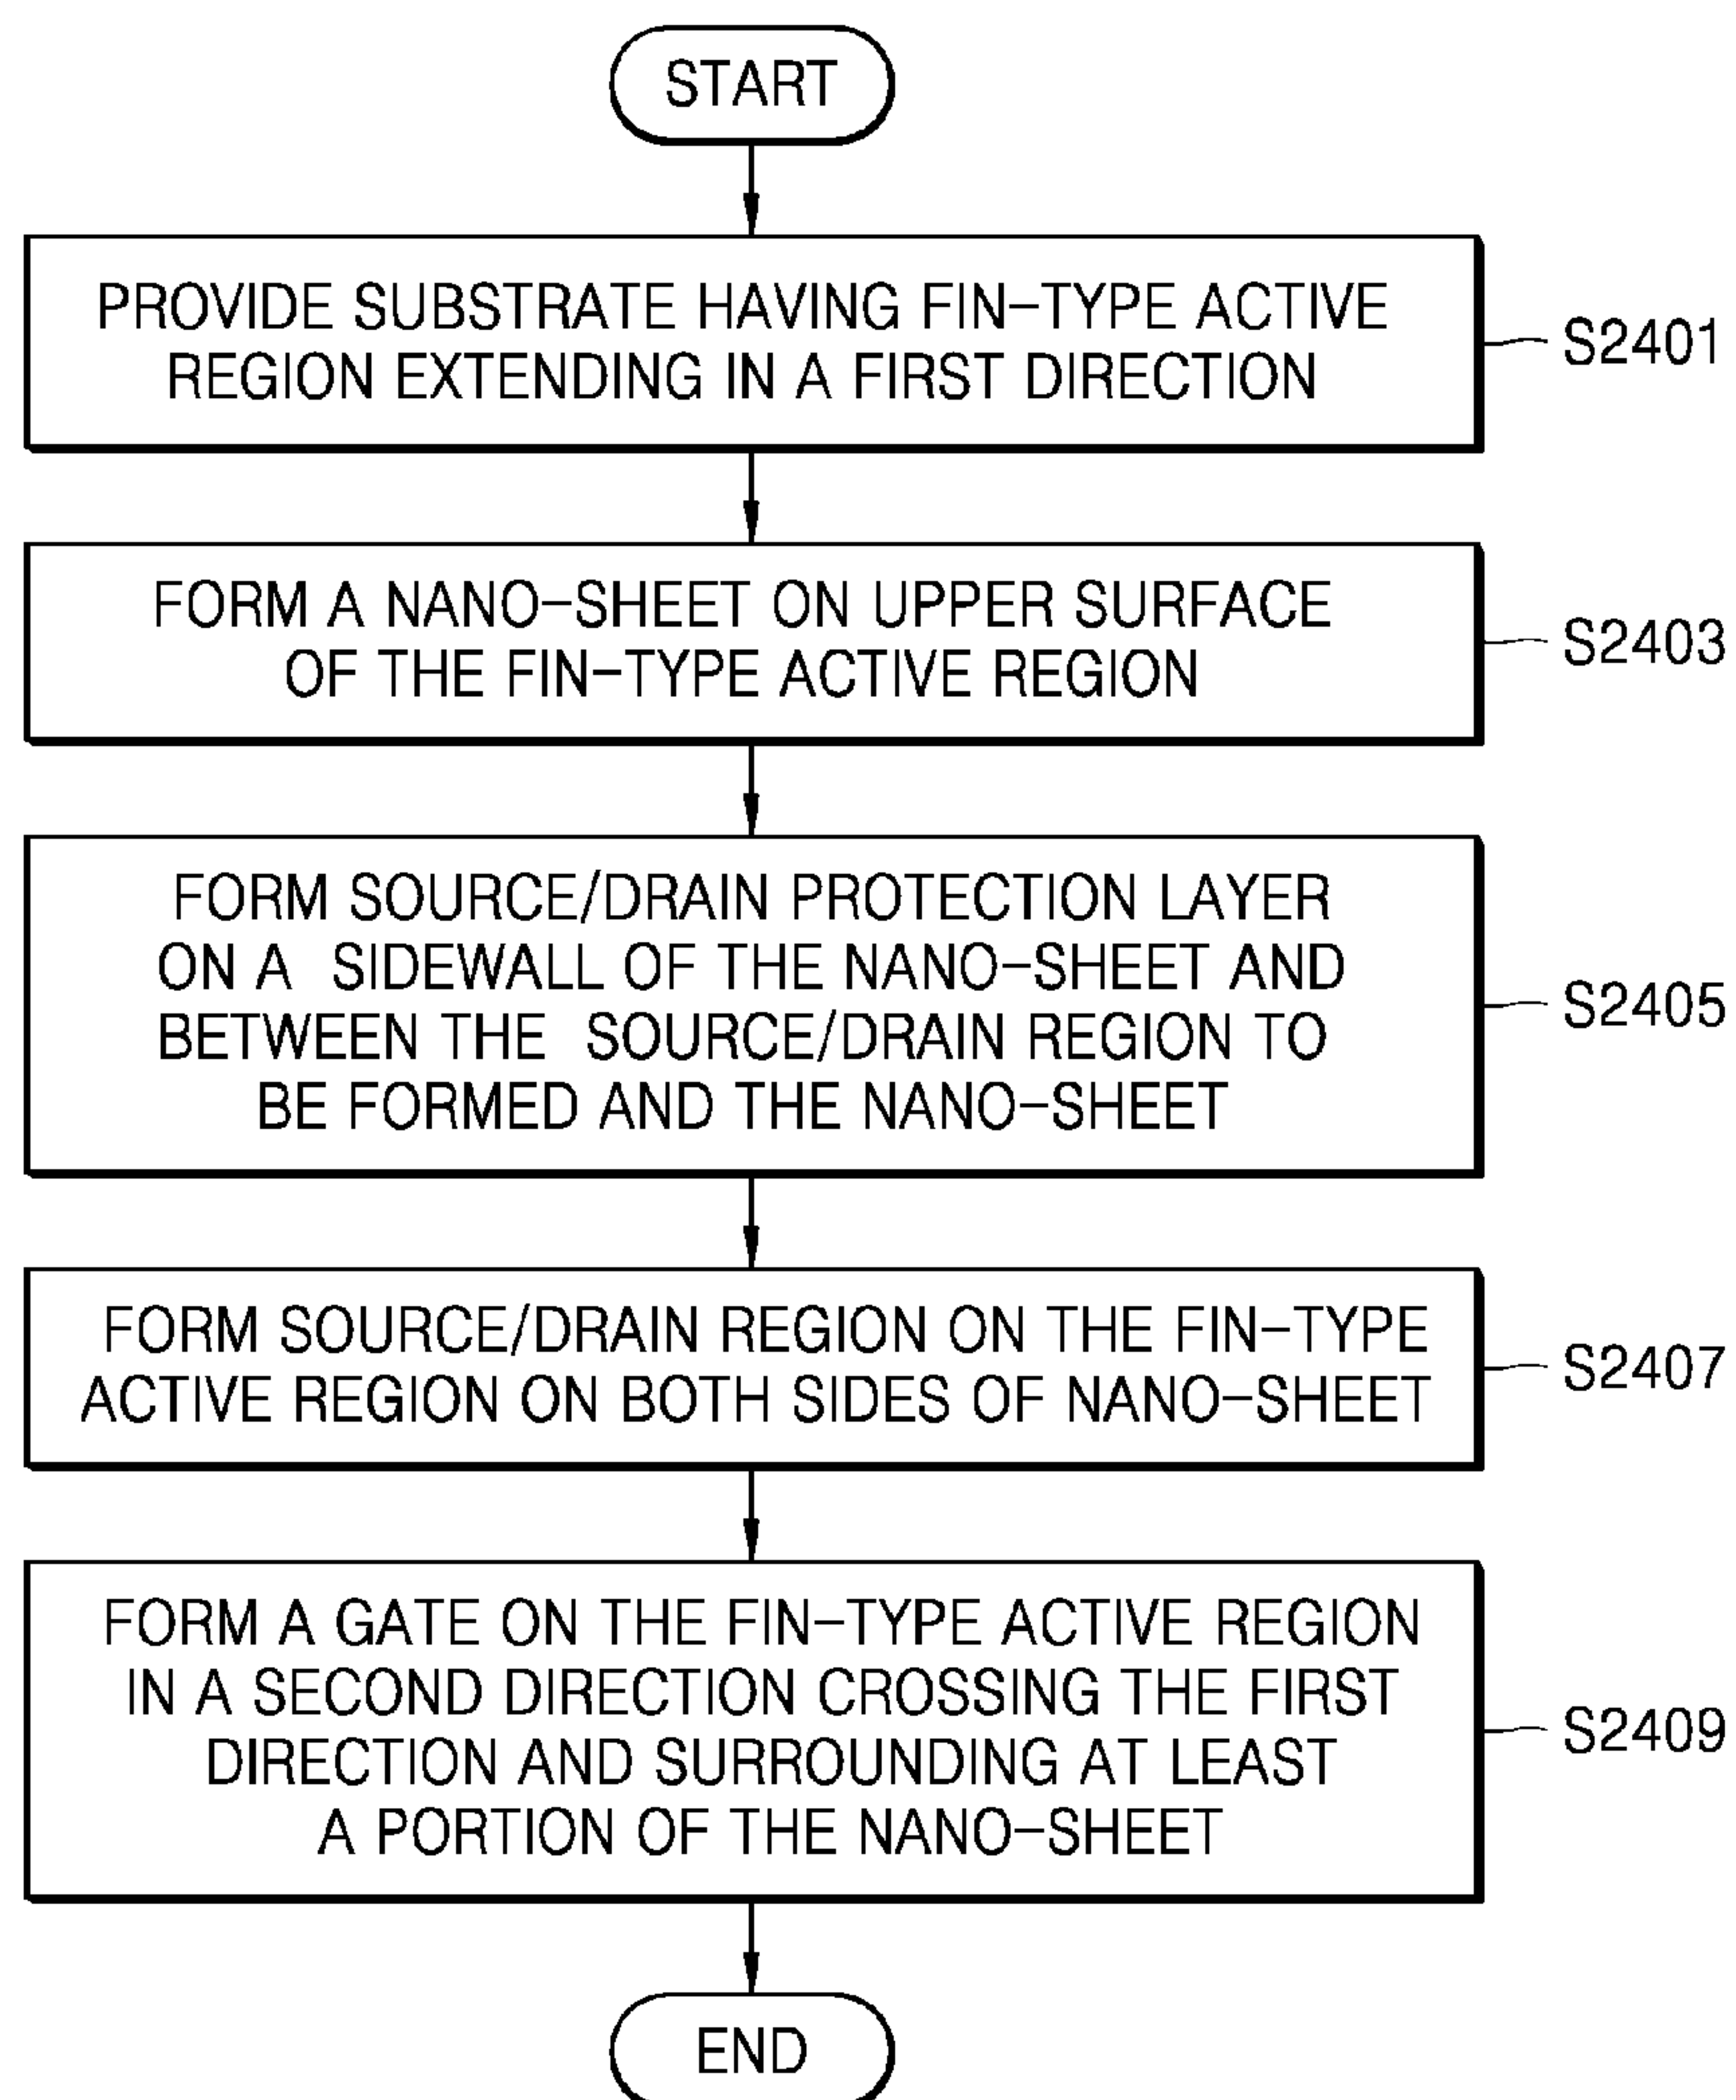 START
PROVIDE SUBSTRATE HAVING FIN-TYPE ACTIVE
REGION EXTENDING IN A FIRST DIRECTION
S2401
FORM A NANO-SHEET ON UPPER SURFACE
OF THE FIN-TYPE ACTIVE REGION
S2403
FORM SOURCE/DRAIN PROTECTION LAYER
ON A SIDEWALL OF THE NANO-SHEET AND
BETWEEN THE SOURCE/DRAIN REGION TO
BE FORMED AND THE NANO-SHEET
S2405
FORM SOURCE/DRAIN REGION ON THE FIN-TYPE
ACTIVE REGION ON BOTH SIDES OF NANO-SHEET
S2407
FORM A GATE ON THE FIN-TYPE ACTIVE REGION
IN A SECOND DIRECTION CROSSING THE FIRST
DIRECTION AND SURROUNDING AT LEAST
A PORTION OF THE NANO-SHEET
S2409
END